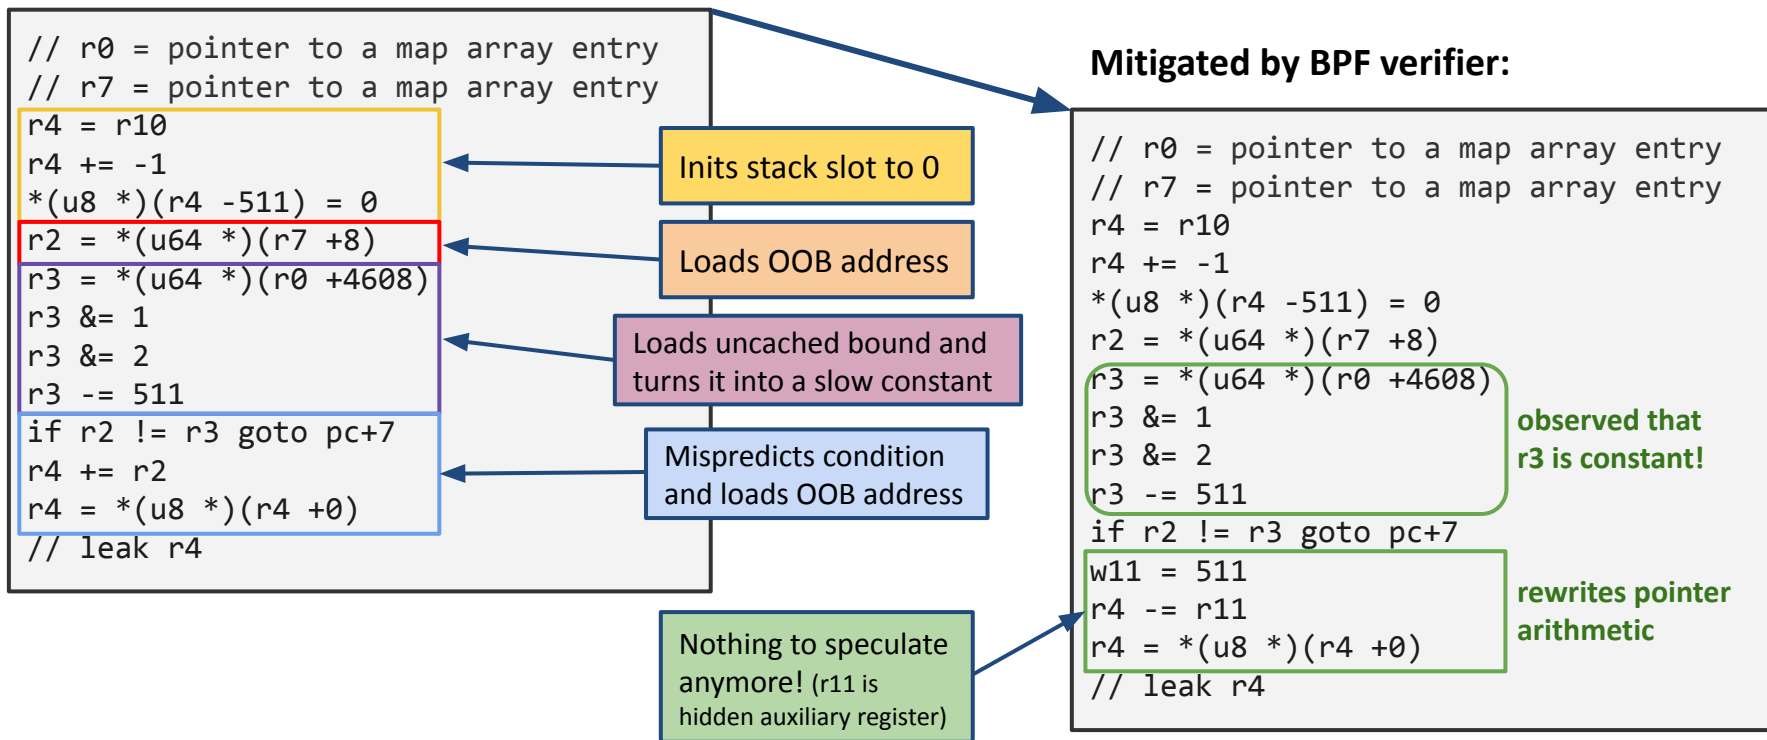 // r0 = pointer to a map array entry
// r7 = pointer to a map array entry
r4 = r10
r4 += -1
*(u8 *)(r4 -511) = 0
r2 = *(u64 *)(r7 +8)
r3 = *(u64 *)(r0 +4608)
r3 &= 1
r3 &= 2
r3 -= 511
if r2 != r3 goto pc+7
r4 += r2
r4 = *(u8 *)(r4 +0)
// leak r4
Inits stack slot to 0
Loads OOB address
Loads uncached bound and
turns it into a slow constant
Mispredicts condition
and loads OOB address
Nothing to speculate
anymore! (r11 is
hidden auxiliary register)
Mitigated by BPF verifier:
// r0 = pointer to a map array entry
// r7 = pointer to a map array entry
r4 = r10
r4 += -1
*(u8 *)(r4 -511) = 0
r2 = *(u64 *)(r7 +8)
r3 = *(u64 *)(r0 +4608)
r3 &= 1
r3 &= 2
r3 -= 511
if r2 != r3 goto pc+7
w11 = 511
r4 -= r11
r4 = *(u8 *)(r4 +0)
// leak r4
observed that
r3 is constant!
rewrites pointer
arithmetic